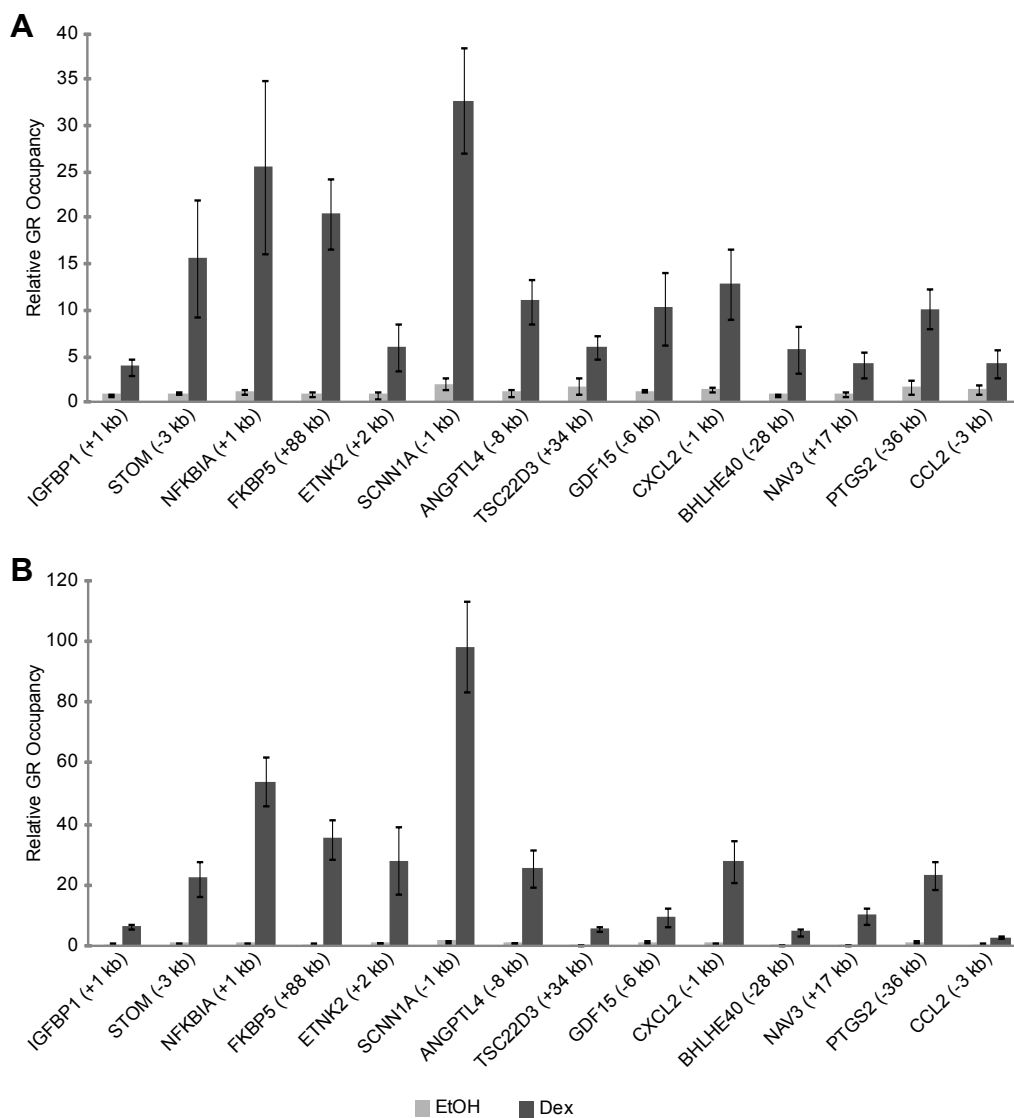 A
Relative GR Occupancy
40
35
30
25
20
15
10
5
0
IGFBP1 (+1 kb)
STOM (-3 kb)
NFKBIA (+1 kb)
FKBP5 (+88 kb)
ETNK2 (+2 kb)
SCNN1A (-1 kb)
ANGPTL4 (-8 kb)
TSC22D3 (+34 kb)
GDF15 (-6 kb)
CXCL2 (-1 kb)
BHLHE40 (-28 kb)
NAV3 (+17 kb)
PTGS2 (-36 kb)
CCL2 (-3 kb)
B
Relative GR Occupancy
120
100
80
60
40
20
0
IGFBP1 (+1 kb)
STOM (-3 kb)
NFKBIA (+1 kb)
FKBP5 (+88 kb)
ETNK2 (+2 kb)
SCNN1A (-1 kb)
ANGPTL4 (-8 kb)
TSC22D3 (+34 kb)
GDF15 (-6 kb)
CXCL2 (-1 kb)
BHLHE40 (-28 kb)
NAV3 (+17 kb)
PTGS2 (-36 kb)
CCL2 (-3 kb)
EtOH
Dex